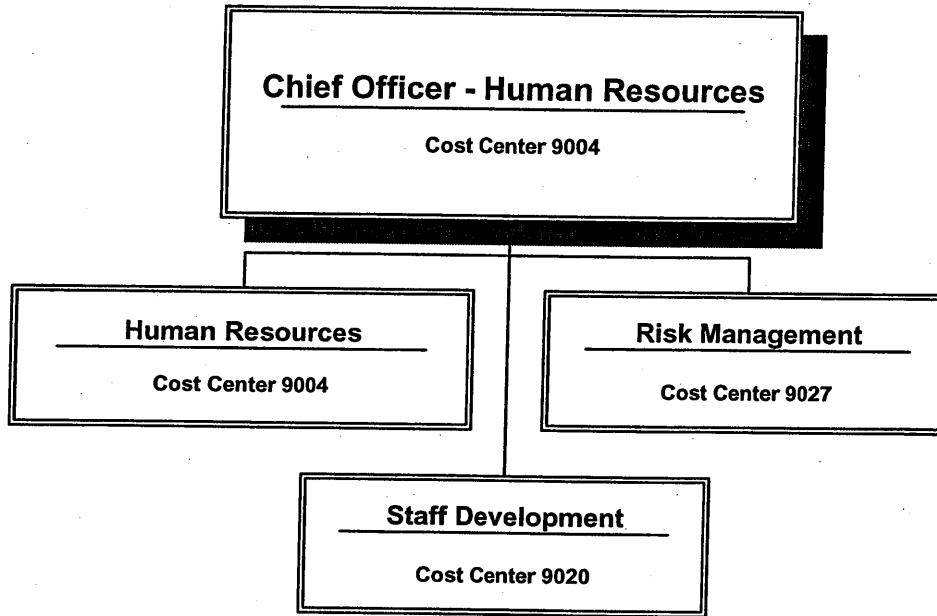 Chief Officer - Human Resources
Cost Center 9004
Human Resources
Cost Center 9004
Risk Management
Cost Center 9027
Staff Development
Cost Center 9020